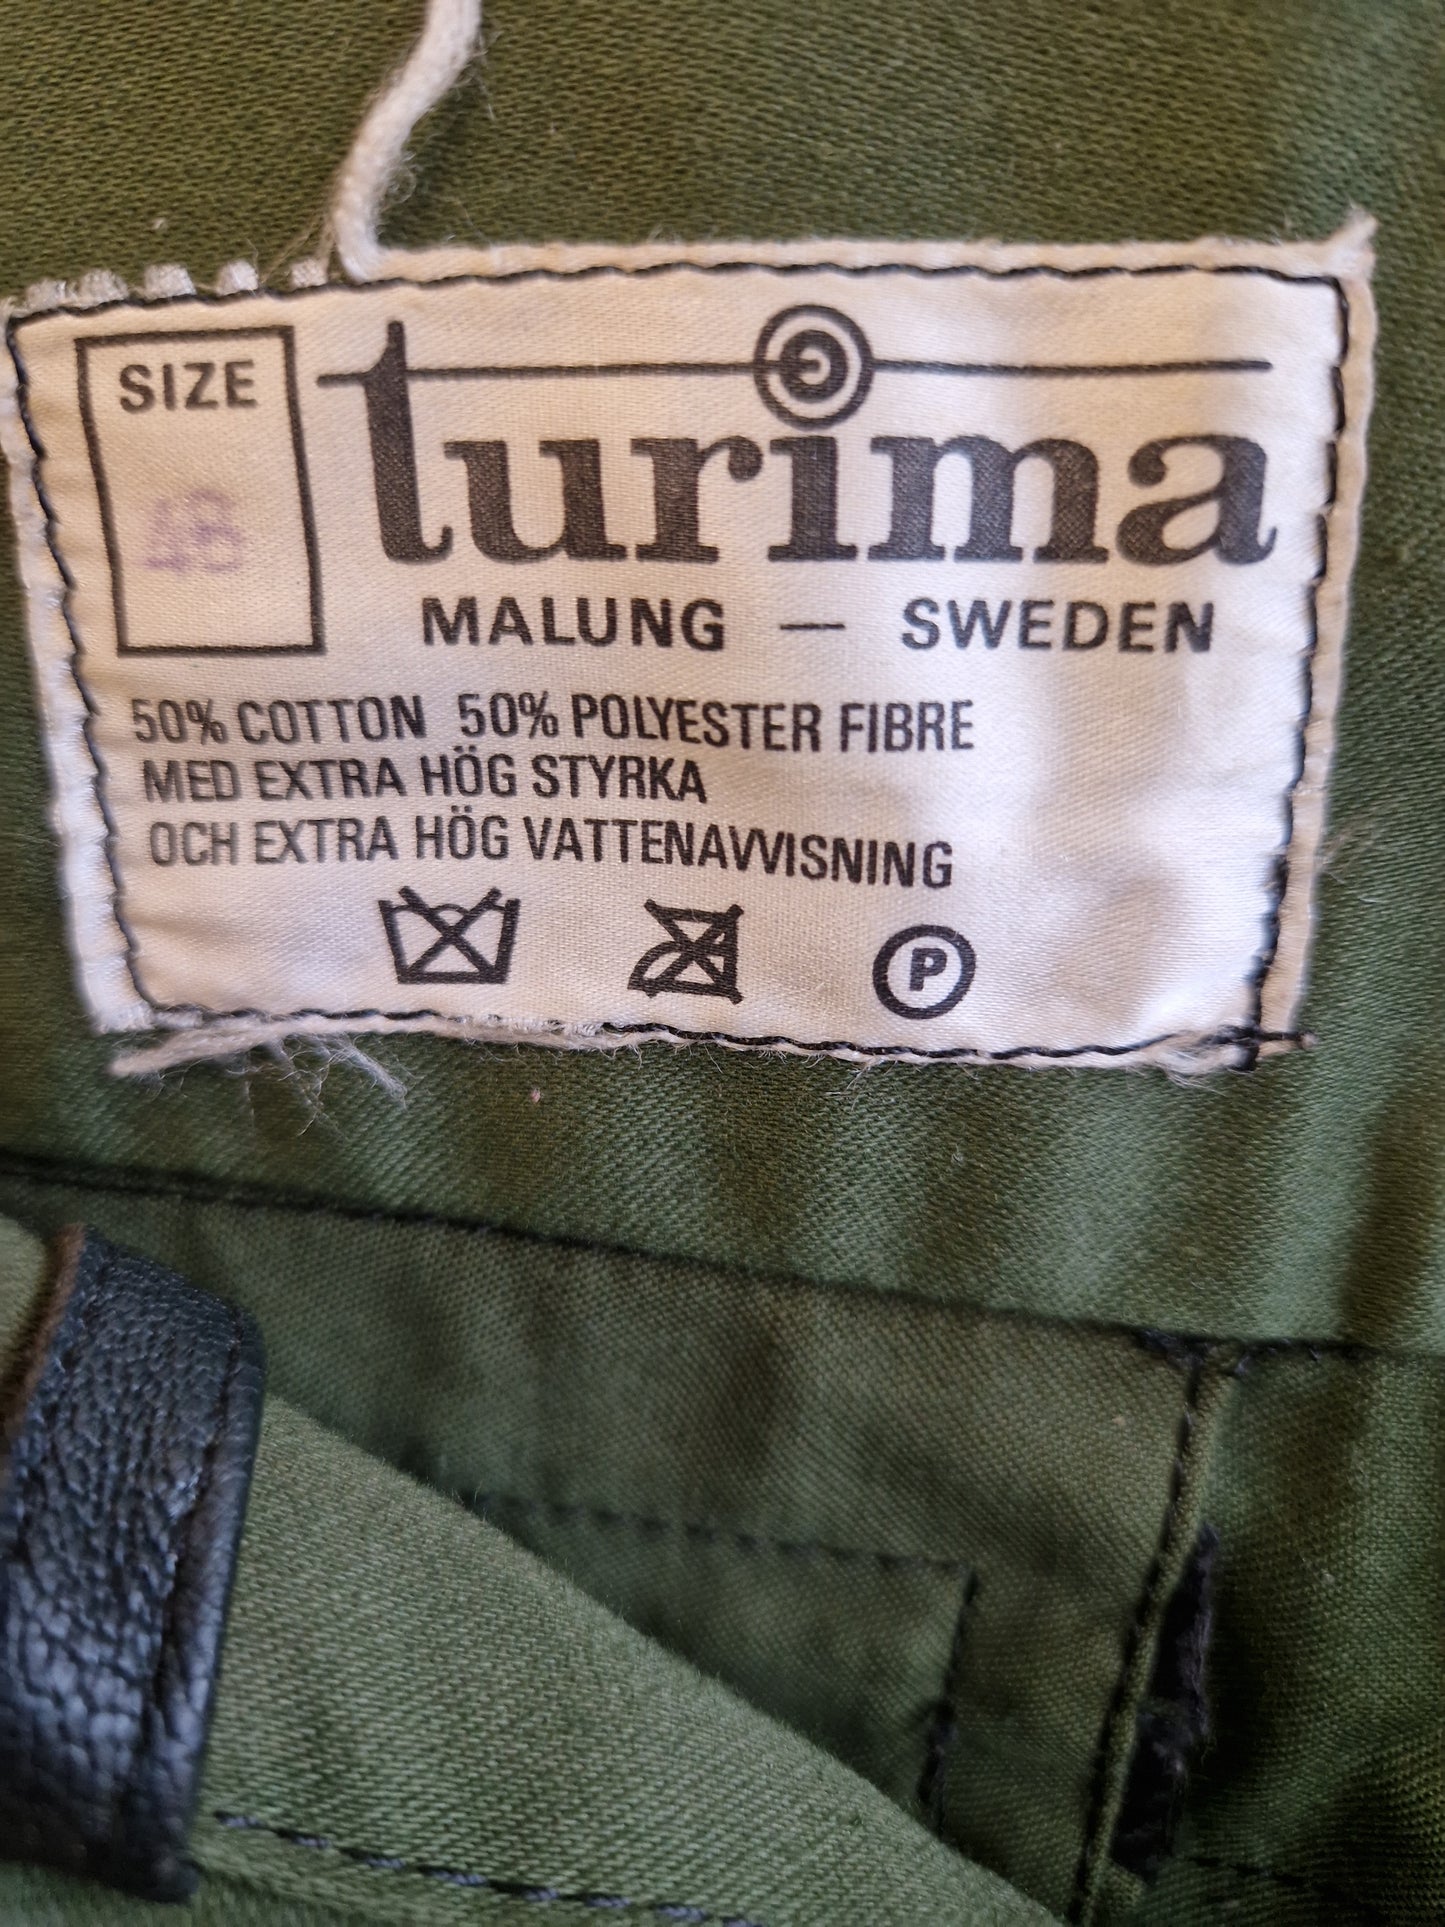 SIZE
48
turima
MALUNG — SWEDEN
50% COTTON 50% POLYESTER FIBRE
MED EXTRA HÖG STYRKA
OCH EXTRA HÖG VATTENAVVISNING
P